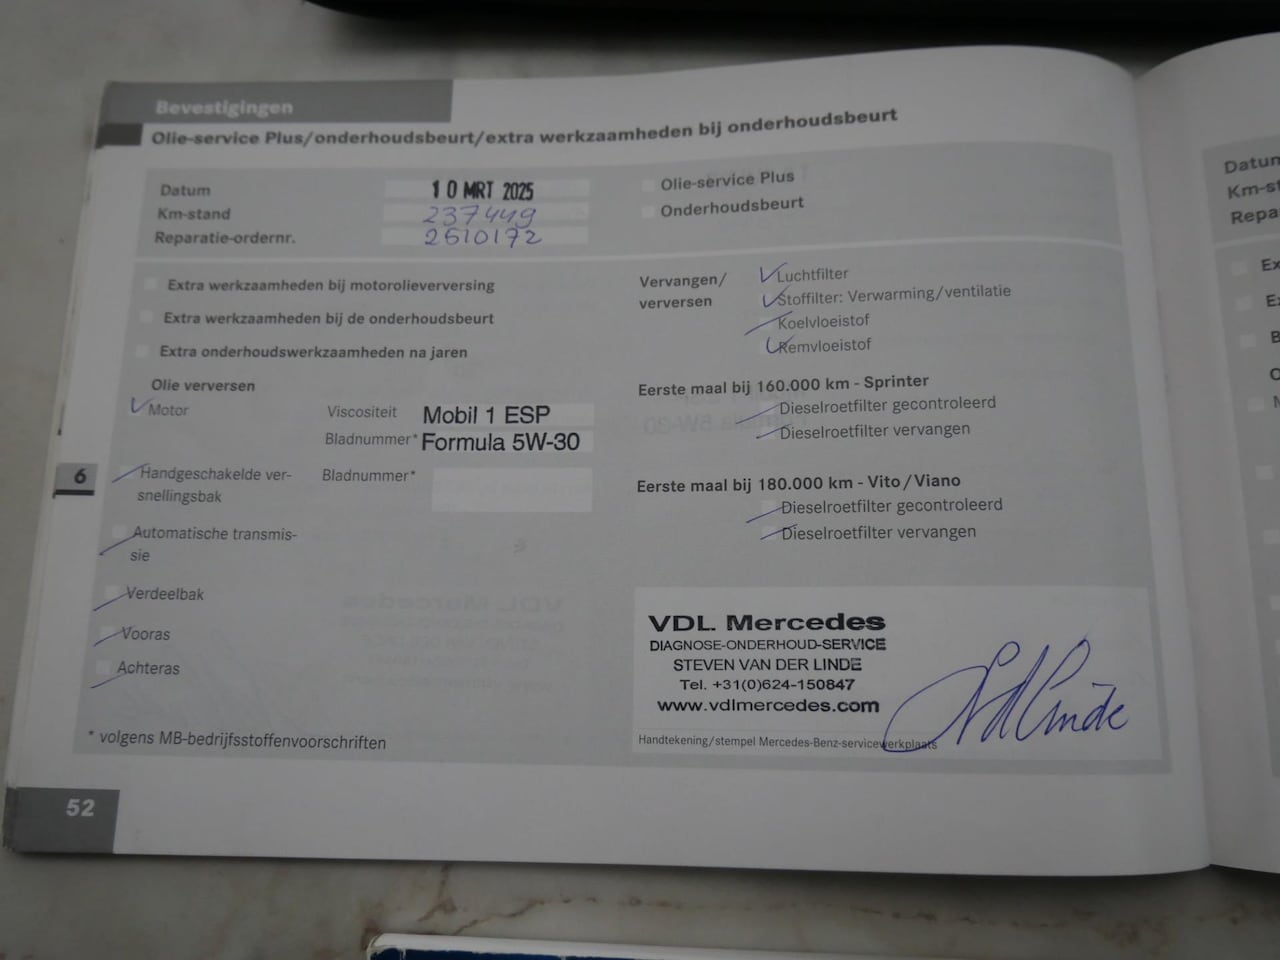 Bevestigingen
Olie-service Plus/onderhoudsbeurt/extra werkzaamheden bij onderhoudsbeurt
Datum 10 MRT 2025
Km-stand 237449
Reparatie-ordernr. 2510172
Olie-service Plus
Onderhoudsbeurt
Extra werkzaamheden bij motorolieverversing
Extra werkzaamheden bij de onderhoudsbeurt
Extra onderhoudswerkzaamheden na jaren
Olie verversen
Motor
Viscositeit Mobil 1 ESP
Bladnummer* Formula 5W-30
Handgeschakelde ver-
snellingsbak
Bladnummer*
Automatische transmis-
sie
Verdeelbak
Vooras
Achteras
* volgens MB-bedrijfsstoffenvoorschriften
Vervangen/
verversen
Luchtfilter
Stoffilter: Verwarming/ventilatie
Koelvloeistof
Remvloeistof
Eerste maal bij 160.000 km - Sprinter
Dieselroetfilter gecontroleerd
Dieselroetfilter vervangen
Eerste maal bij 180.000 km - Vito/Viano
Dieselroetfilter gecontroleerd
Dieselroetfilter vervangen
VDL. Mercedes
DIAGNOSE-ONDERHOUD-SERVICE
STEVEN VAN DER LINDE
Tel. +31(0)624-150847
www.vdlmercedes.com
Handtekening/stempel Mercedes-Benz-servicewerkplaats
6
52
Datum
Km-st
Repa
Ex